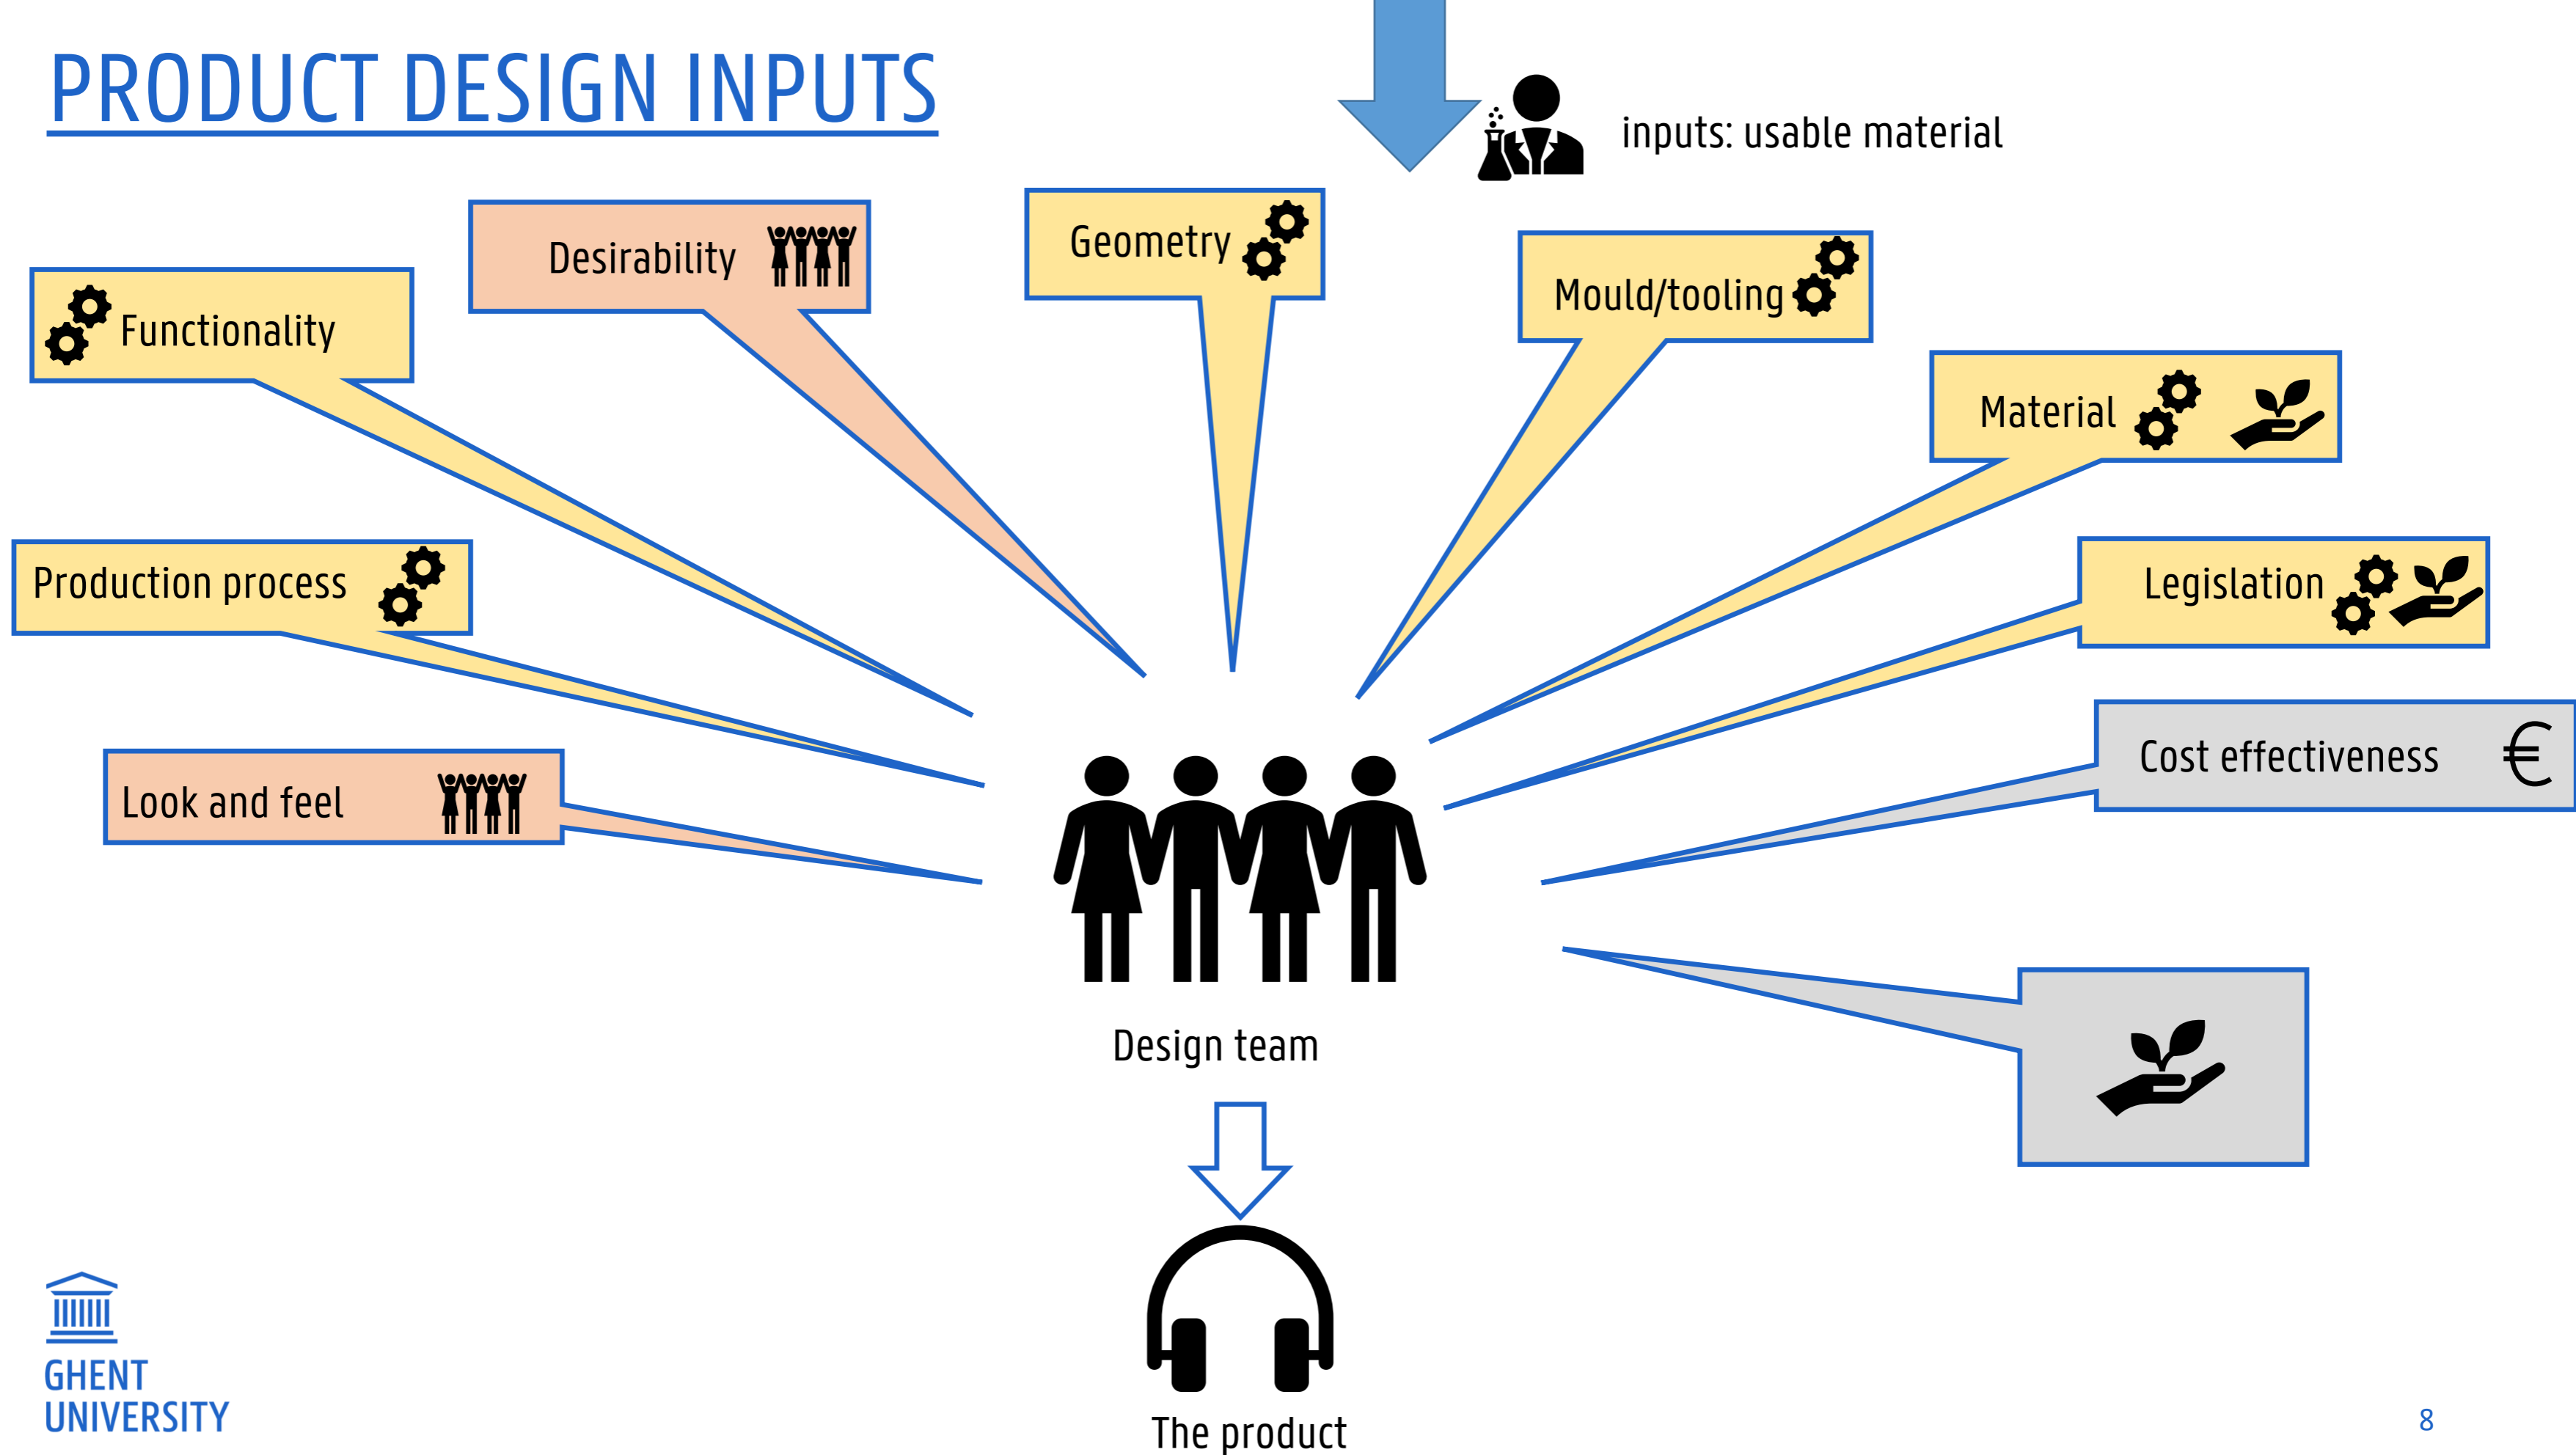 PRODUCT DESIGN INPUTS
inputs: usable material
Desirability
Geometry
Mould/tooling
Functionality
Material
Production process
Legislation
Look and feel
Cost effectiveness
€
Design team
The product
GHENT
UNIVERSITY
8